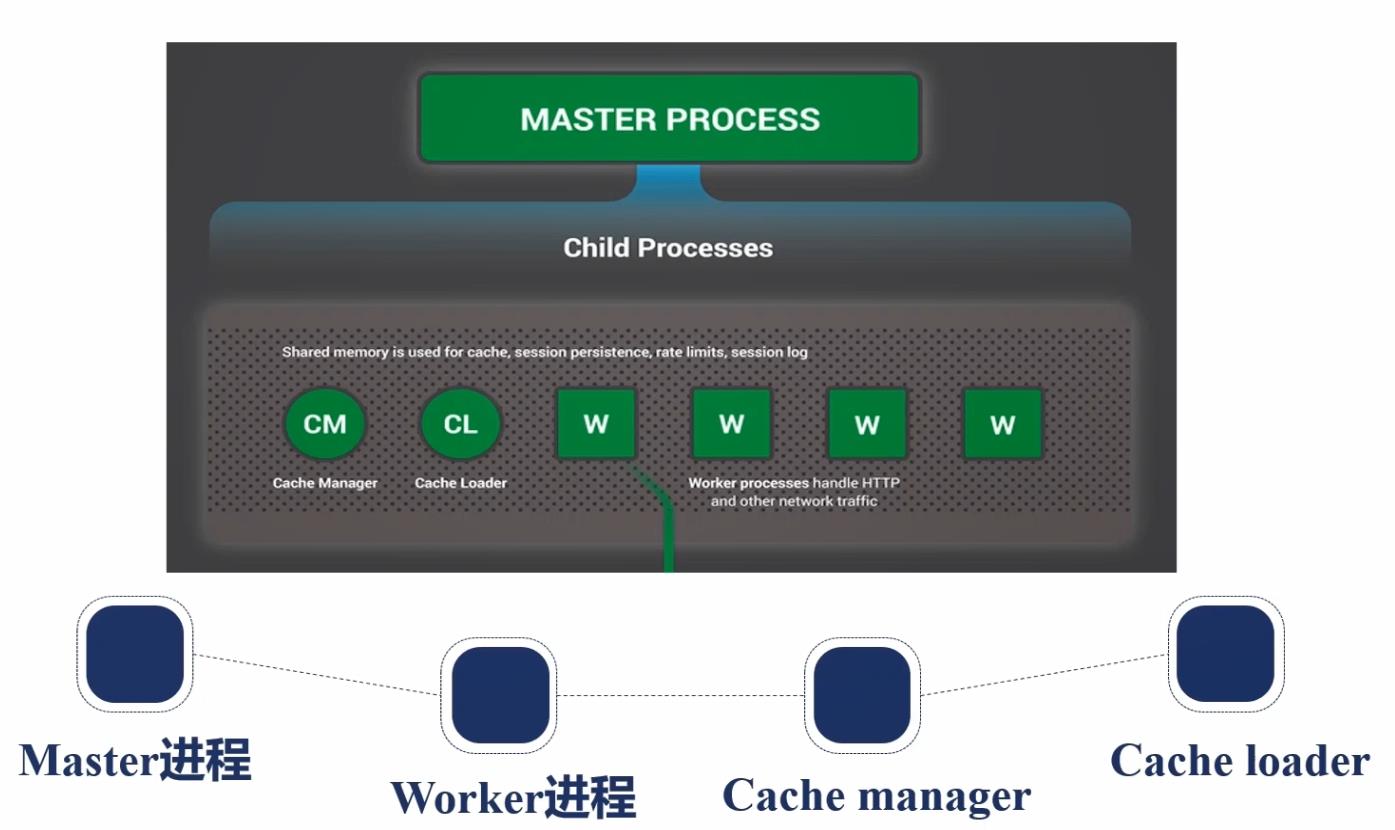 MASTER PROCESS
Child Processes
Shared memory is used for cache, session persistence, rate limits, session log
CM
CL
W
W
W
W
Cache Manager
Cache Loader
Worker processes handle HTTP
and other network traffic
Master进程
Worker进程
Cache manager
Cache loader